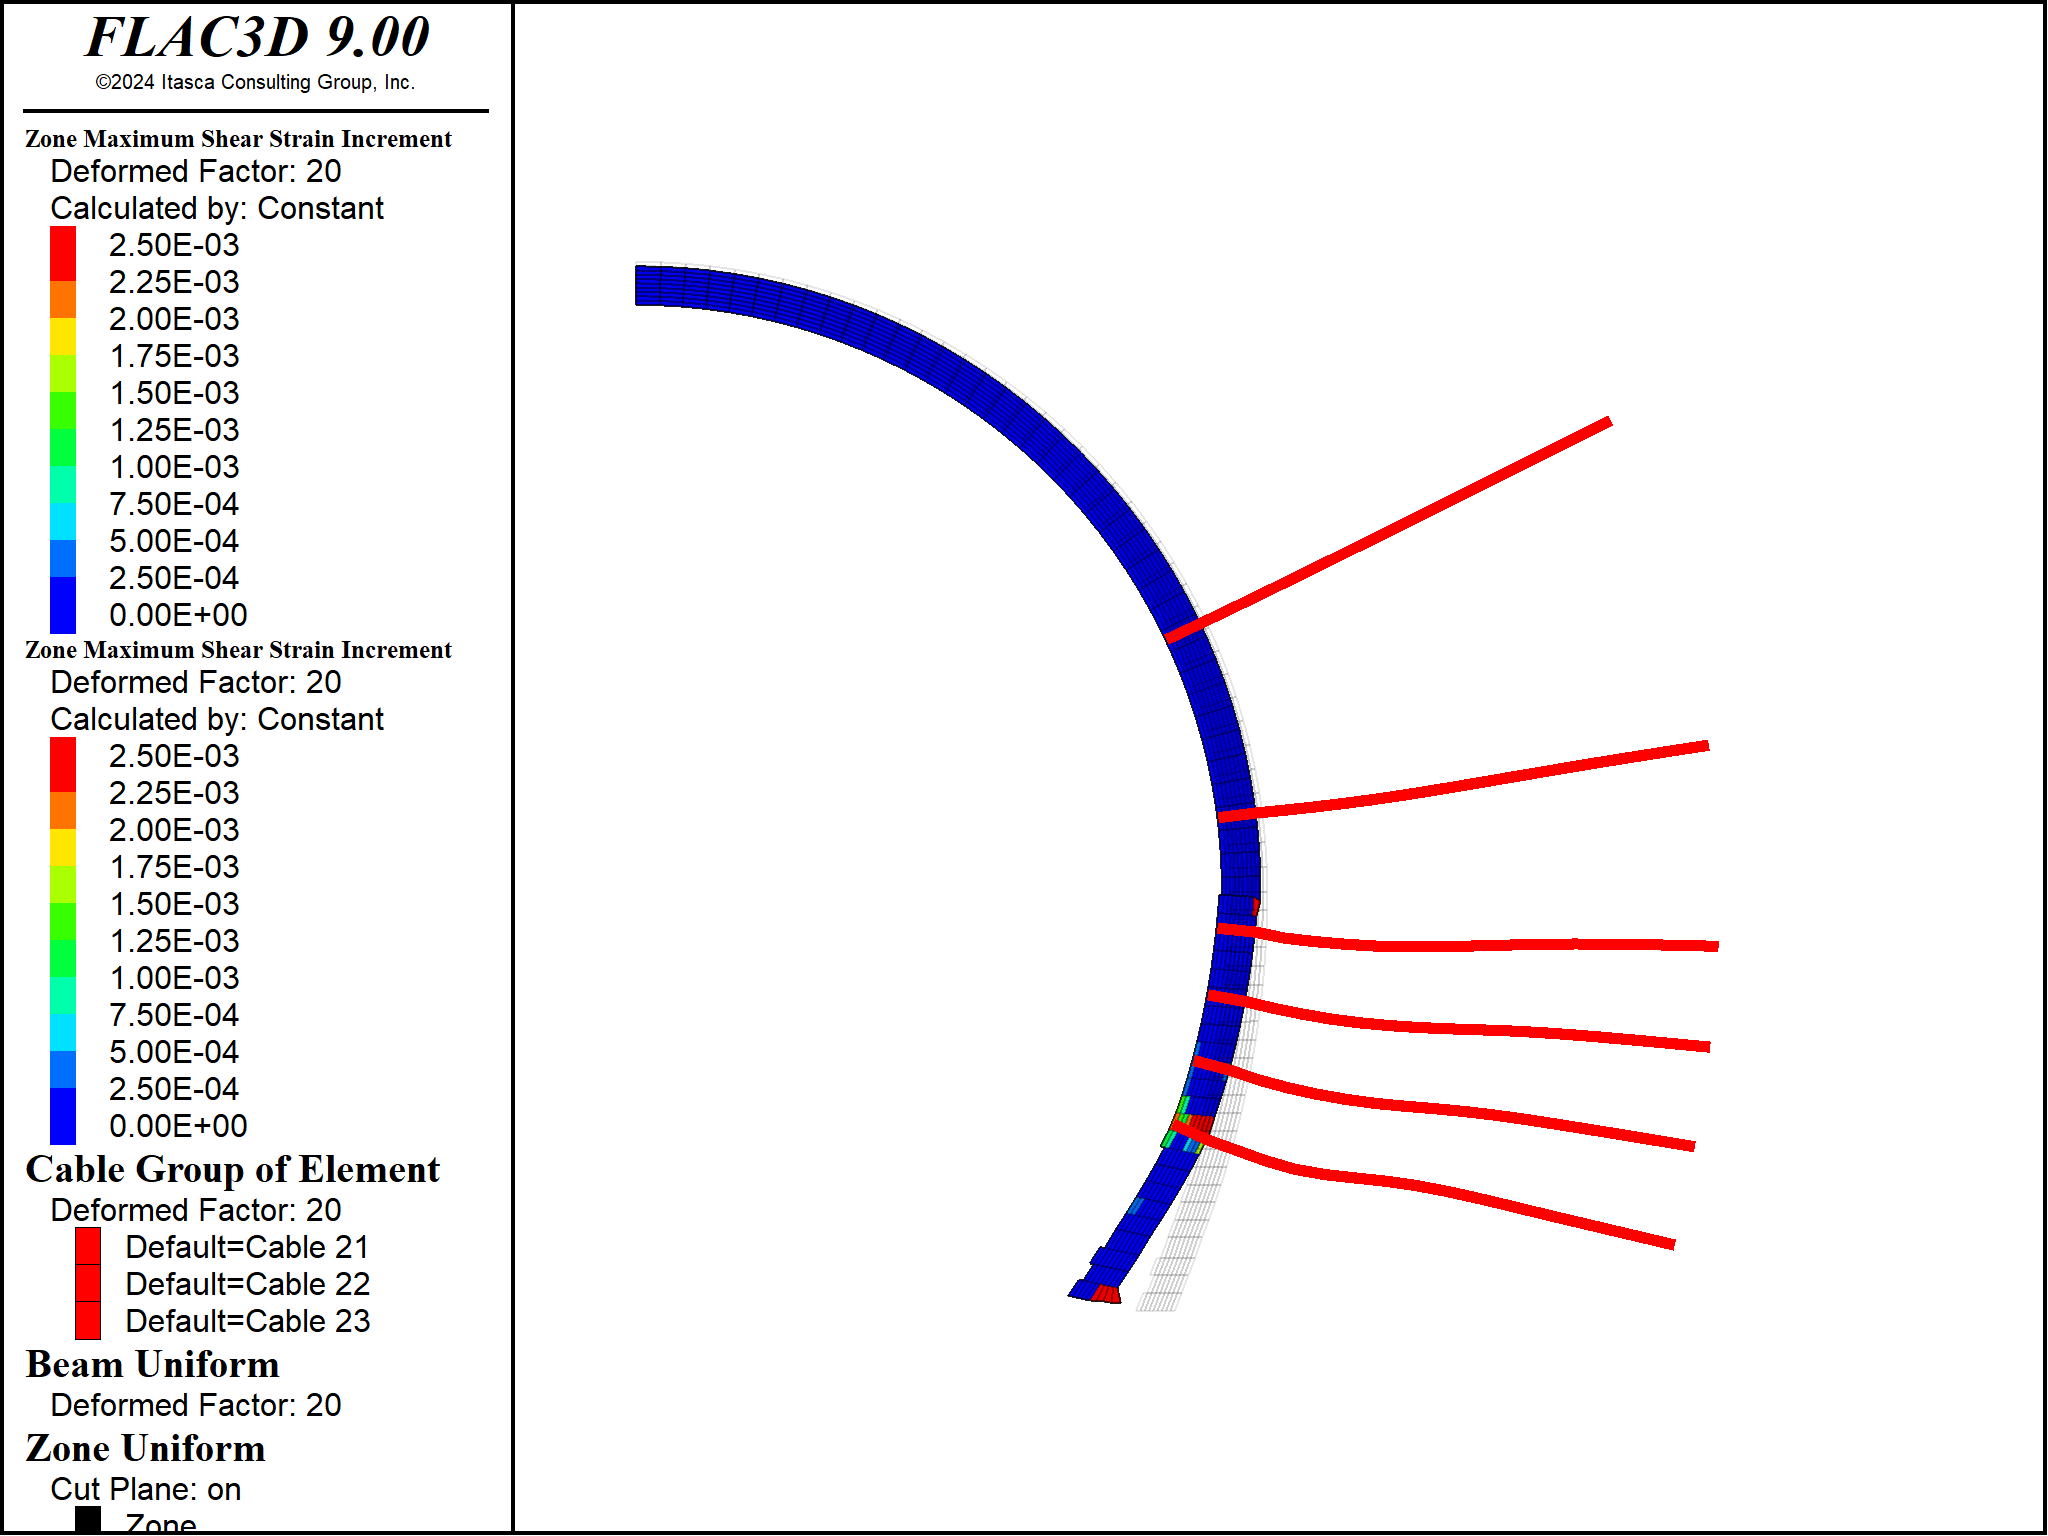 FLAC3D 9.00
©2024 Itasca Consulting Group, Inc.
Zone Maximum Shear Strain Increment
Deformed Factor: 20
Calculated by: Constant
2.50E-03
2.25E-03
2.00E-03
1.75E-03
1.50E-03
1.25E-03
1.00E-03
7.50E-04
5.00E-04
2.50E-04
0.00E+00
Zone Maximum Shear Strain Increment
Deformed Factor: 20
Calculated by: Constant
2.50E-03
2.25E-03
2.00E-03
1.75E-03
1.50E-03
1.25E-03
1.00E-03
7.50E-04
5.00E-04
2.50E-04
0.00E+00
Cable Group of Element
Deformed Factor: 20
Default=Cable 21
Default=Cable 22
Default=Cable 23
Beam Uniform
Deformed Factor: 20
Zone Uniform
Cut Plane: on
Zone